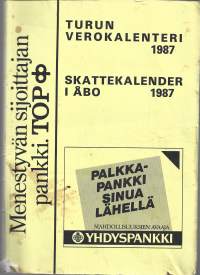 Menestyvän sijoittajan
pankki. TOP Φ
TURUN
VEROKALENTERI
1987
SKATTEKALENDER
I ÅBO 1987
PALKKA-
PANKKI
SINUA
LÄHELLÄ
MAHDOLLISUUKSIEN AVAAJA
YHDYSPANKKI